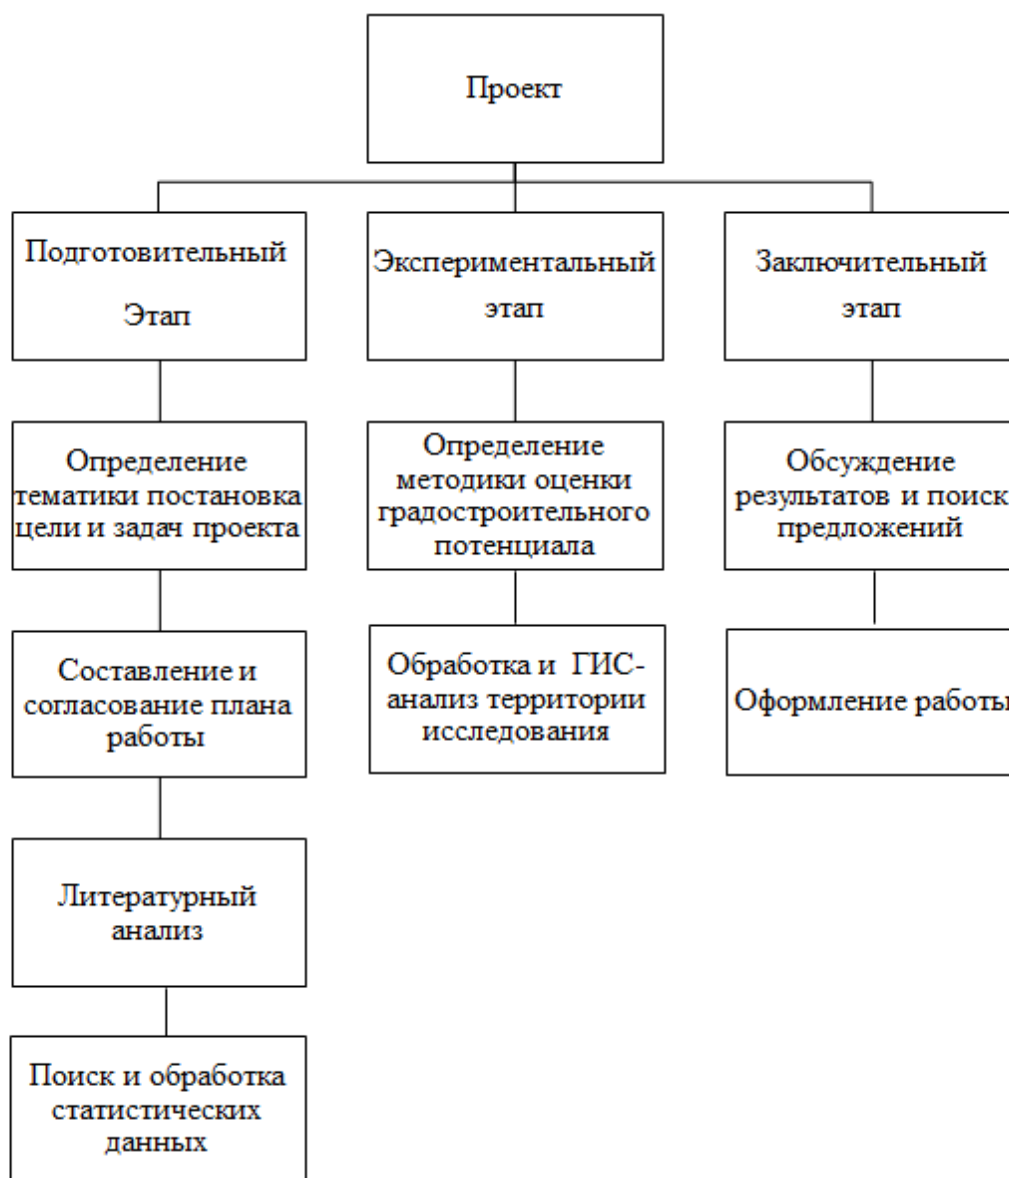 Проект
Подготовительный
Этап
Экспериментальный
этап
Заключительный
этап
Определение
тематики постановка
цели и задач проекта
Определение
методики оценки
градостроительного
потенциала
Обсуждение
результатов и поиск
предложений
Составление и
согласование плана
работы
Обработка и ГИС-
анализ территории
исследования
Оформление работы
Литературный
анализ
Поиск и обработка
статистических
данных